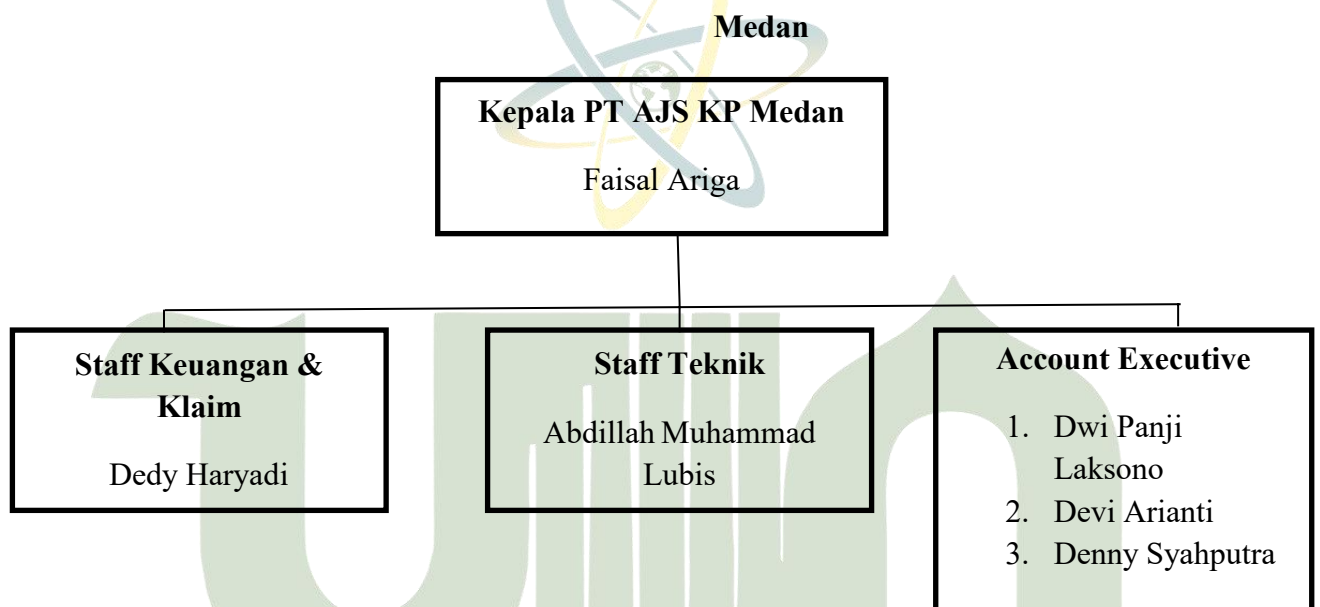 Medan
Kepala PT AJS KP Medan
Faisal Ariga
Staff Keuangan &
Klaim
Dedy Haryadi
Staff Teknik
Abdillah Muhammad
Lubis
Account Executive
1. Dwi Panji
Laksono
2. Devi Arianti
3. Denny Syahputra